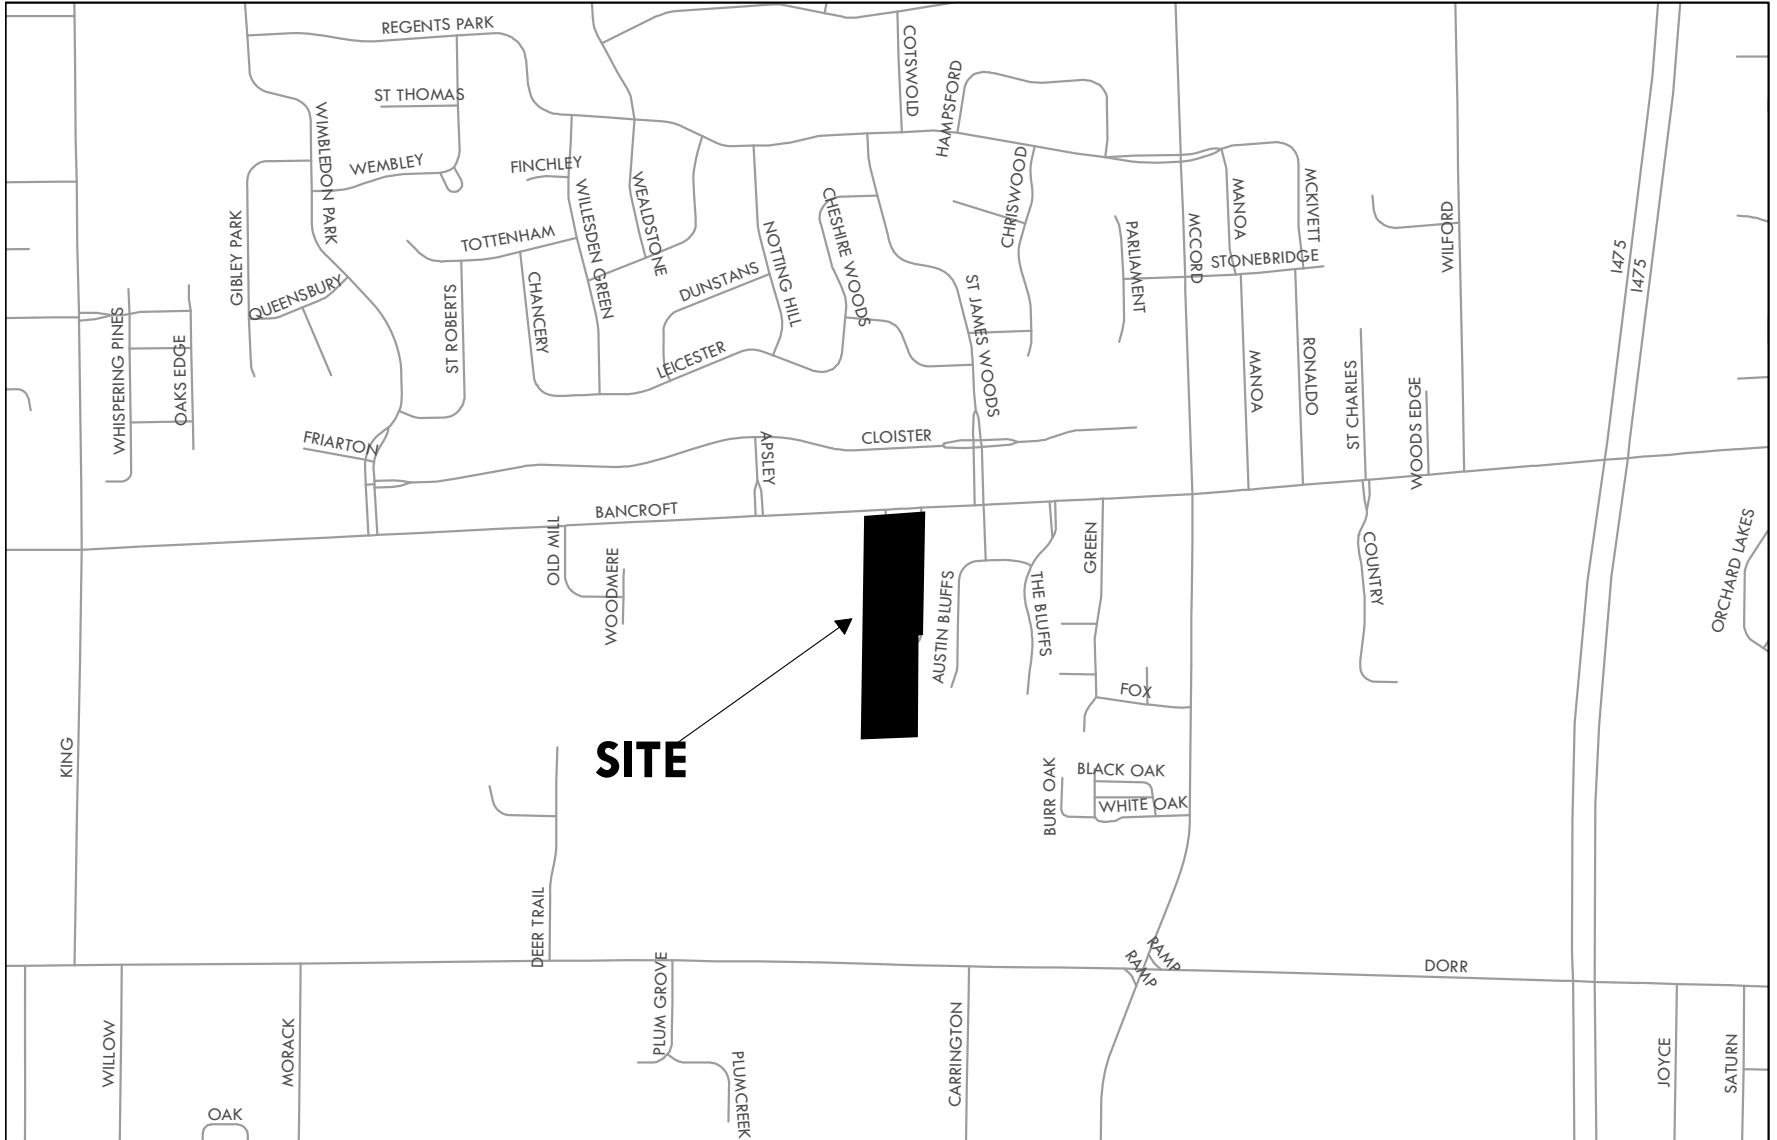 REGENTS PARK
COTSWOLD
HAMPSFORD
ST THOMAS
WIMBLEDON PARK
WEMBLEY
FINCHLEY
WILLESDEN GREEN
WEALDSTONE
CHESHIRE WOODS
CHRISWOOD
MANOA
MCKIVETT
GIBLEY PARK
TOTTENHAM
NOTTING HILL
PARLIAMENT
MCCORD
STONEBRIDGE
WILFORD
I475
I475
QUEENSBURY
DUNSTANS
ST ROBERTS
CHANCERY
ST JAMES WOODS
WHISPERING PINES
OAKS EDGE
LEICESTER
MANOA
RONALDO
ST CHARLES
WOODS EDGE
FRIARTON
APSLEY
CLOISTER
BANCROFT
OLD MILL
WOODMERE
AUSTIN BLUFFS
THE BLUFFS
GREEN
COUNTRY
ORCHARD LAKES
FOX
KING
SITE
BURR OAK
BLACK OAK
WHITE OAK
DEER TRAIL
RAMP
RAMP
DORR
PLUM GROVE
WILLOW
MORACK
CARRINGTON
JOYCE
SATURN
PLUMCREEK
OAK